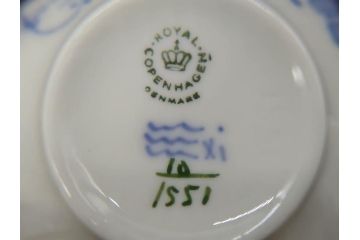 ROYAL
COPENHAGEN
DENMARK
xi
10
1551